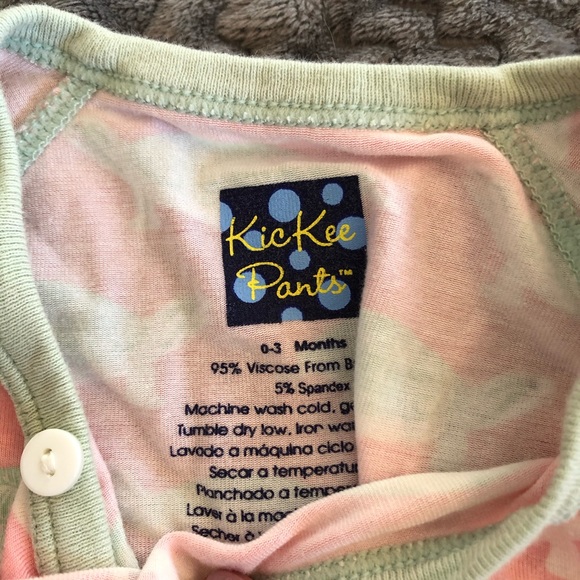 KicKee
Pants™
0-3 Months
95% Viscose From
5% Spandex
Machine wash cold,
Tumble dry low. Iron
Lavado a máquina ciclo
Secar a
Planchado a
Laver à la
Secher à